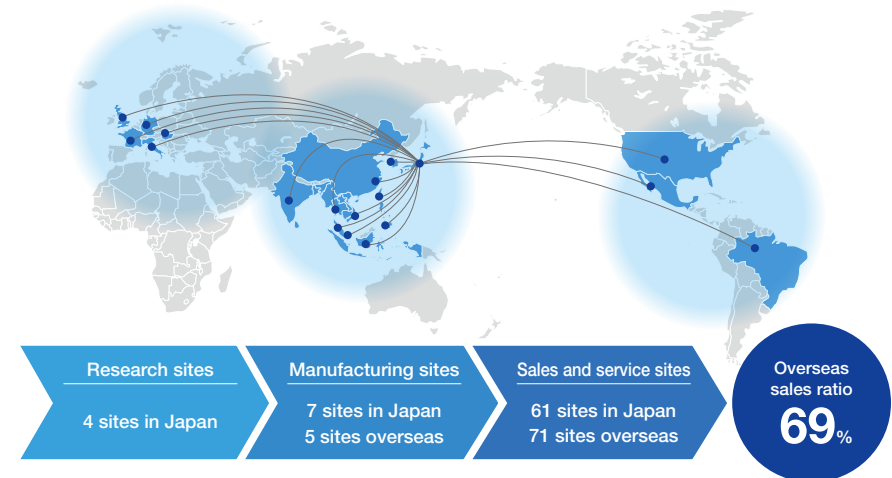 Research sites
4 sites in Japan
Manufacturing sites
7 sites in Japan
5 sites overseas
Sales and service sites
61 sites in Japan
71 sites overseas
Overseas
sales ratio
69%